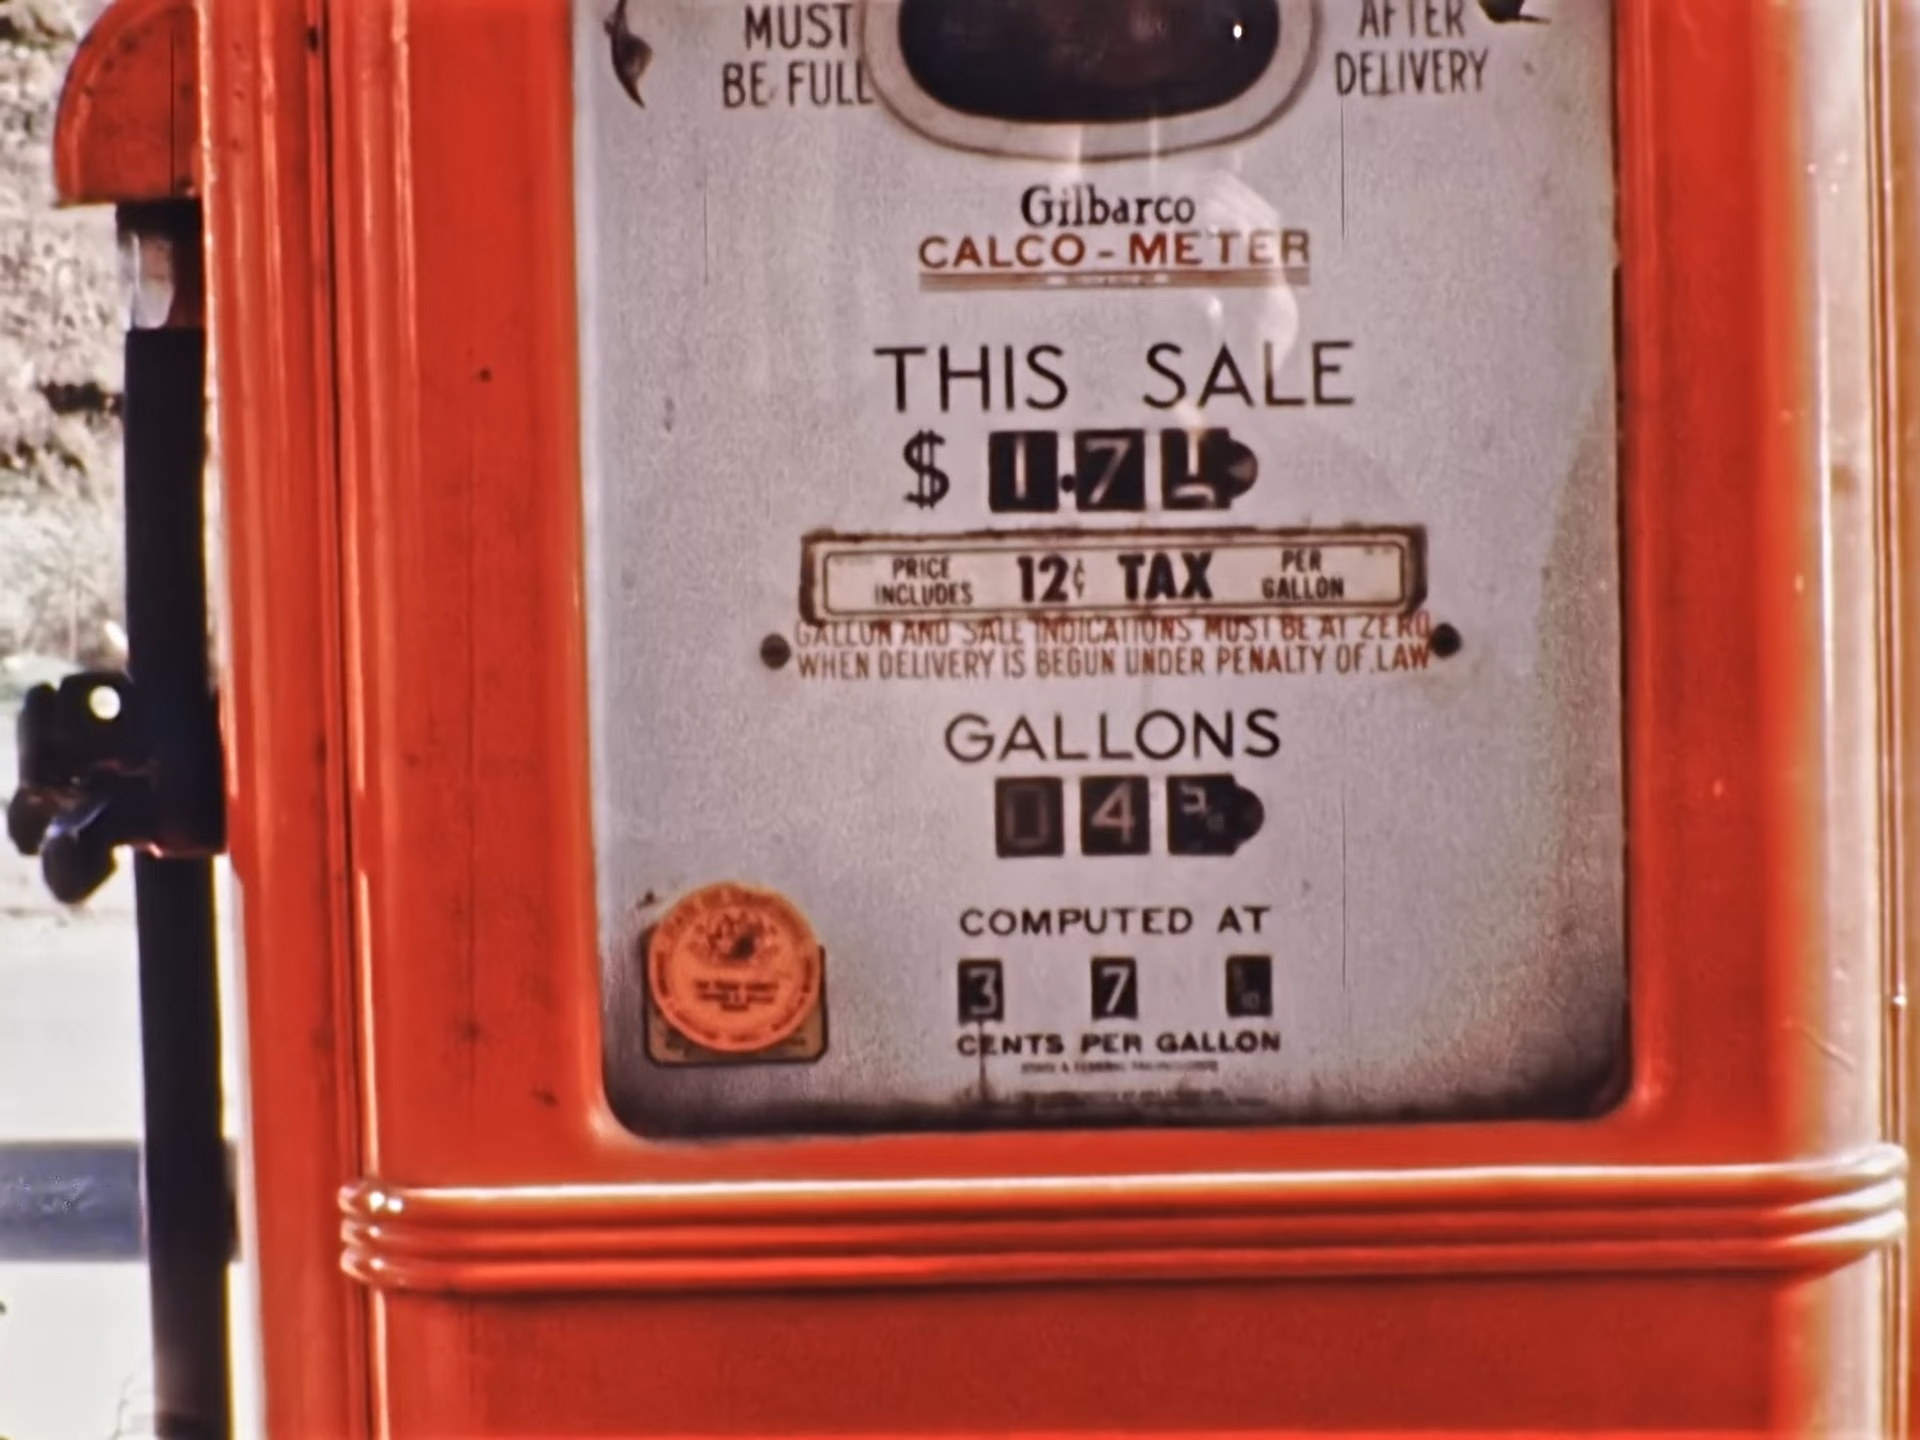 MUST
BE FULL
AFTER
DELIVERY
Gilbarco
CALCO-METER
THIS SALE
$ 1.7
PRICE INCLUDES 12¢ TAX PER GALLON
GALLON AND SALE INDICATIONS MUST BE AT ZERO
WHEN DELIVERY IS BEGUN UNDER PENALTY OF LAW
GALLONS
04
COMPUTED AT
3 7
CENTS PER GALLON